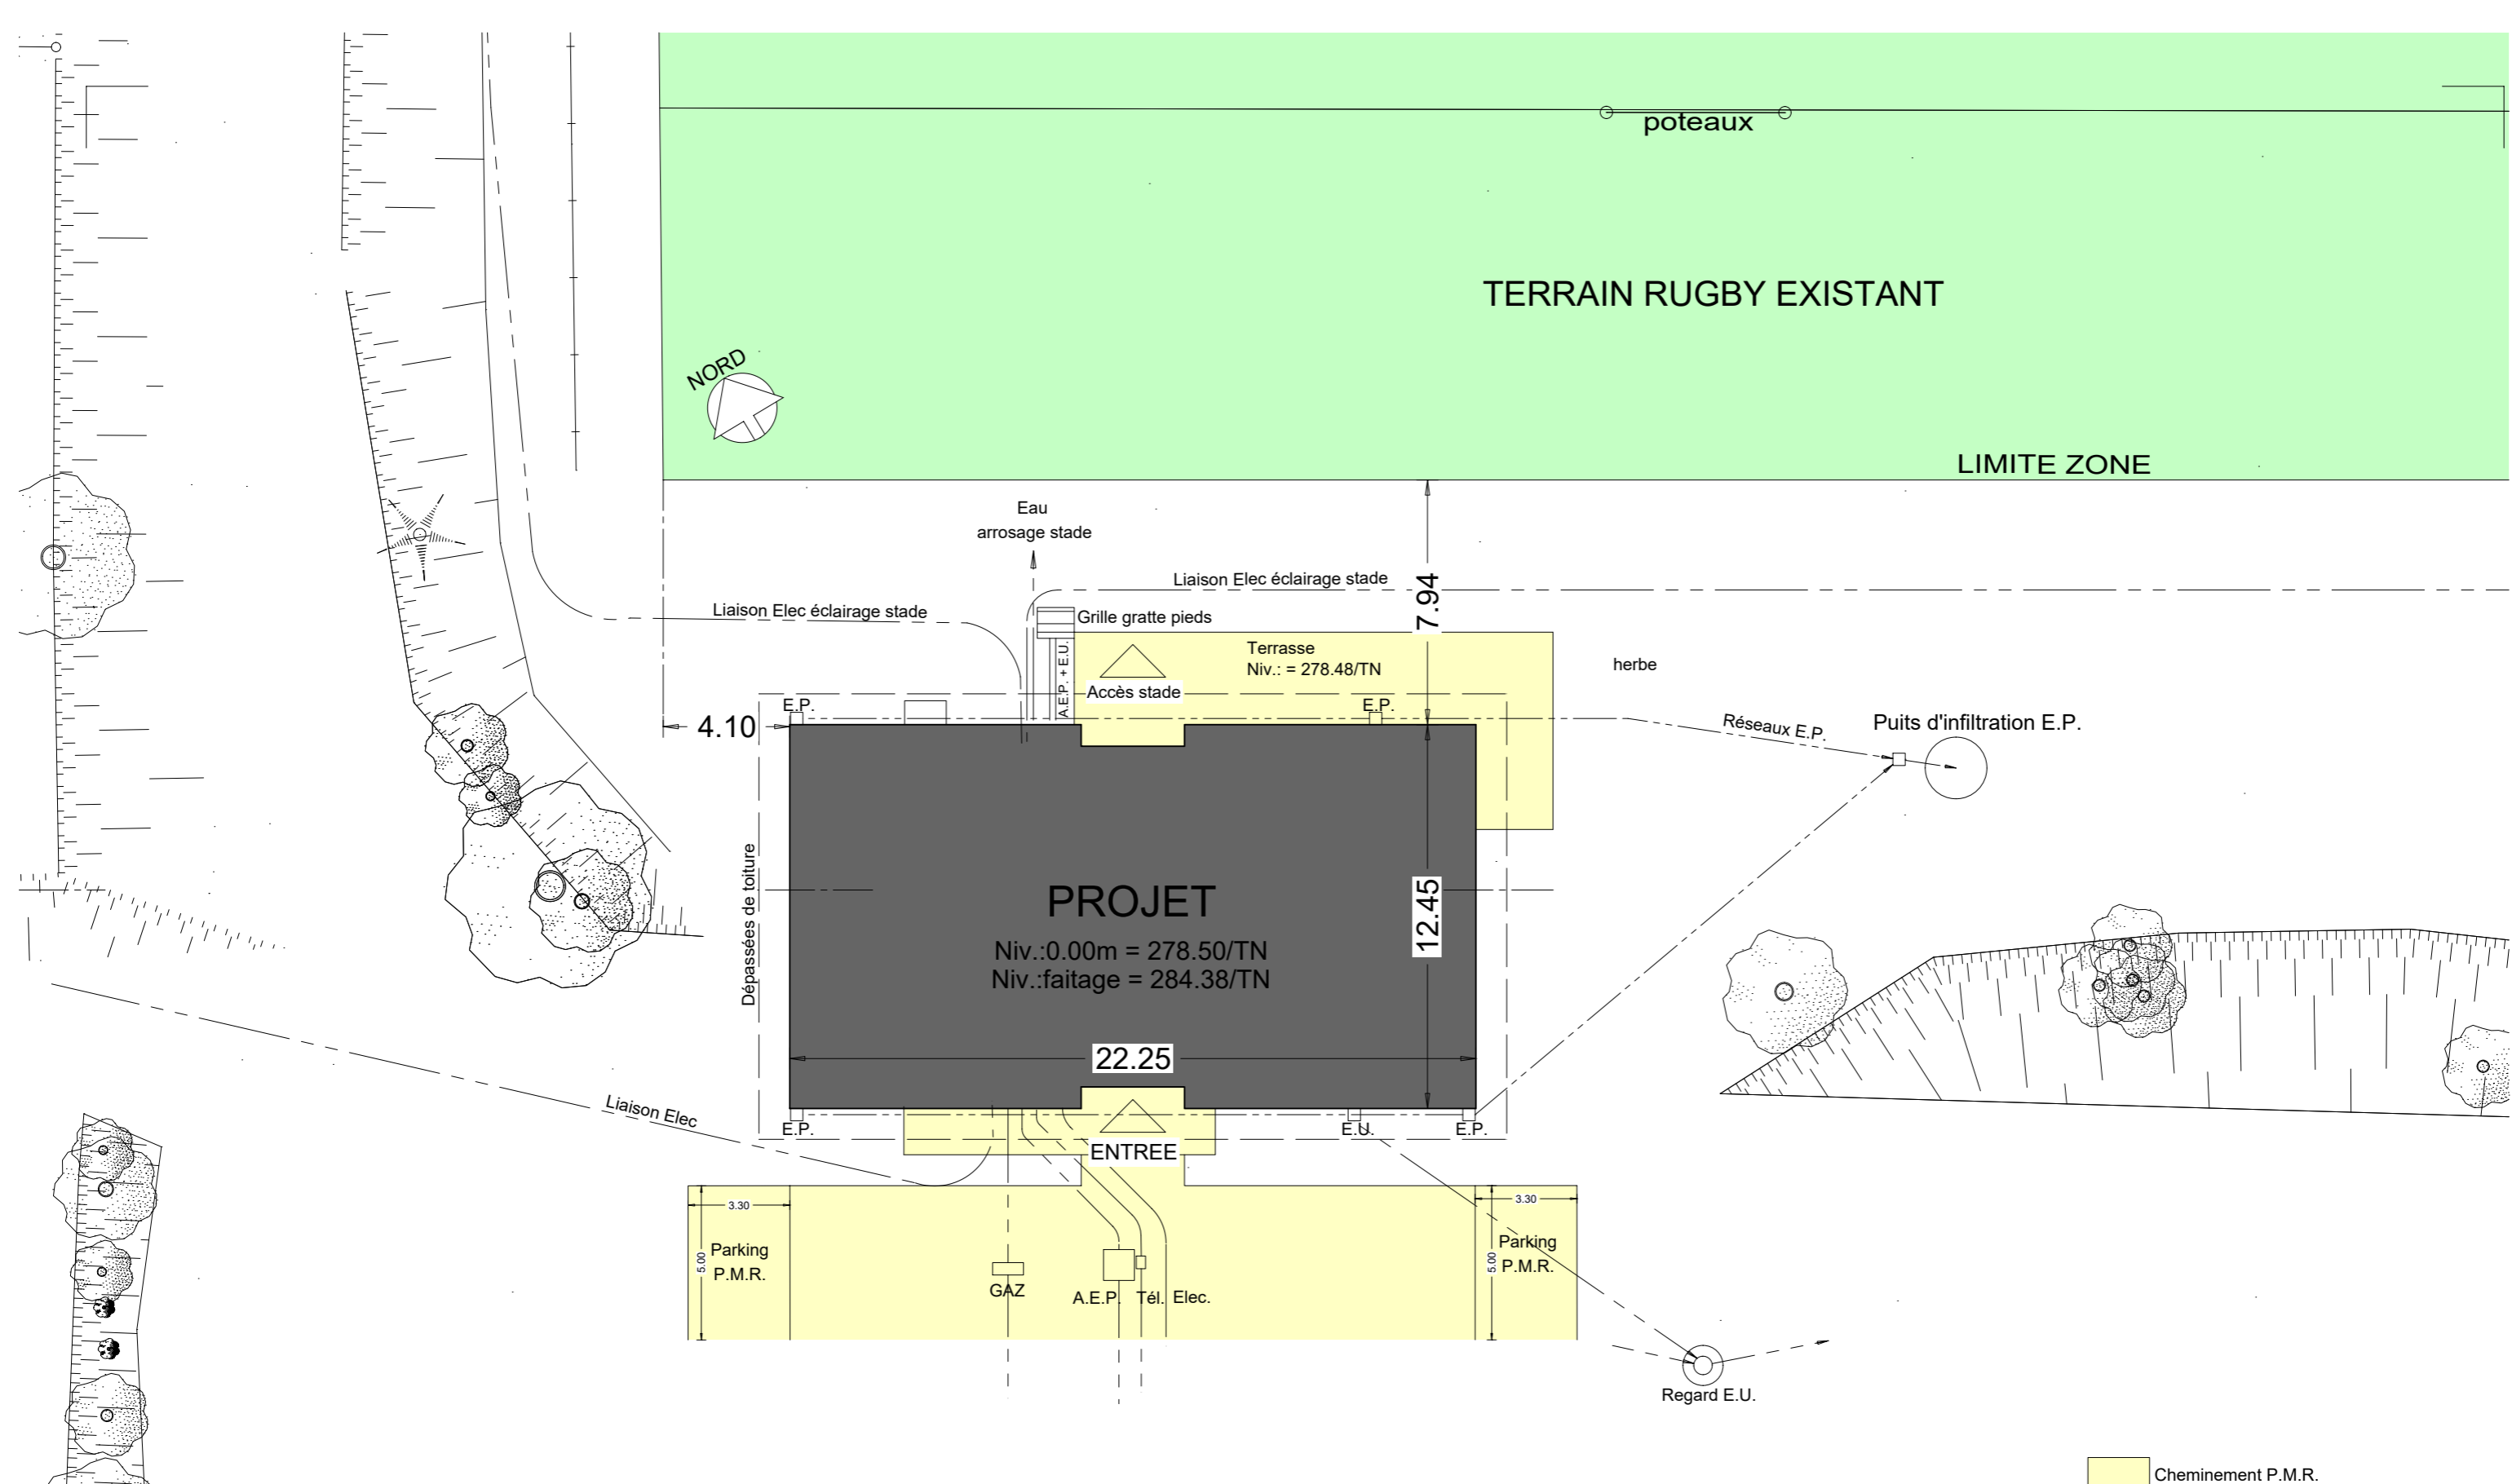 poteaux
TERRAIN RUGBY EXISTANT
NORD
LIMITE ZONE
Eau
arrosage stade
Liaison Elec éclairage stade
7.94
Liaison Elec éclairage stade
Grille gratte pieds
A.E.P. + E.U.
Terrasse
Niv.: = 278.48/TN
herbe
Accès stade
E.P.
E.P.
4.10
Réseaux E.P.
Puits d'infiltration E.P.
Dépassées de toiture
PROJET
12.45
Niv.:0.00m = 278.50/TN
Niv.:faitage = 284.38/TN
22.25
Liaison Elec
E.P.
E.U.
E.P.
ENTREE
3.30
3.30
5.00
Parking
P.M.R.
5.00
Parking
P.M.R.
GAZ
A.E.P.
Tél.
Elec.
Regard E.U.
Cheminement P.M.R.